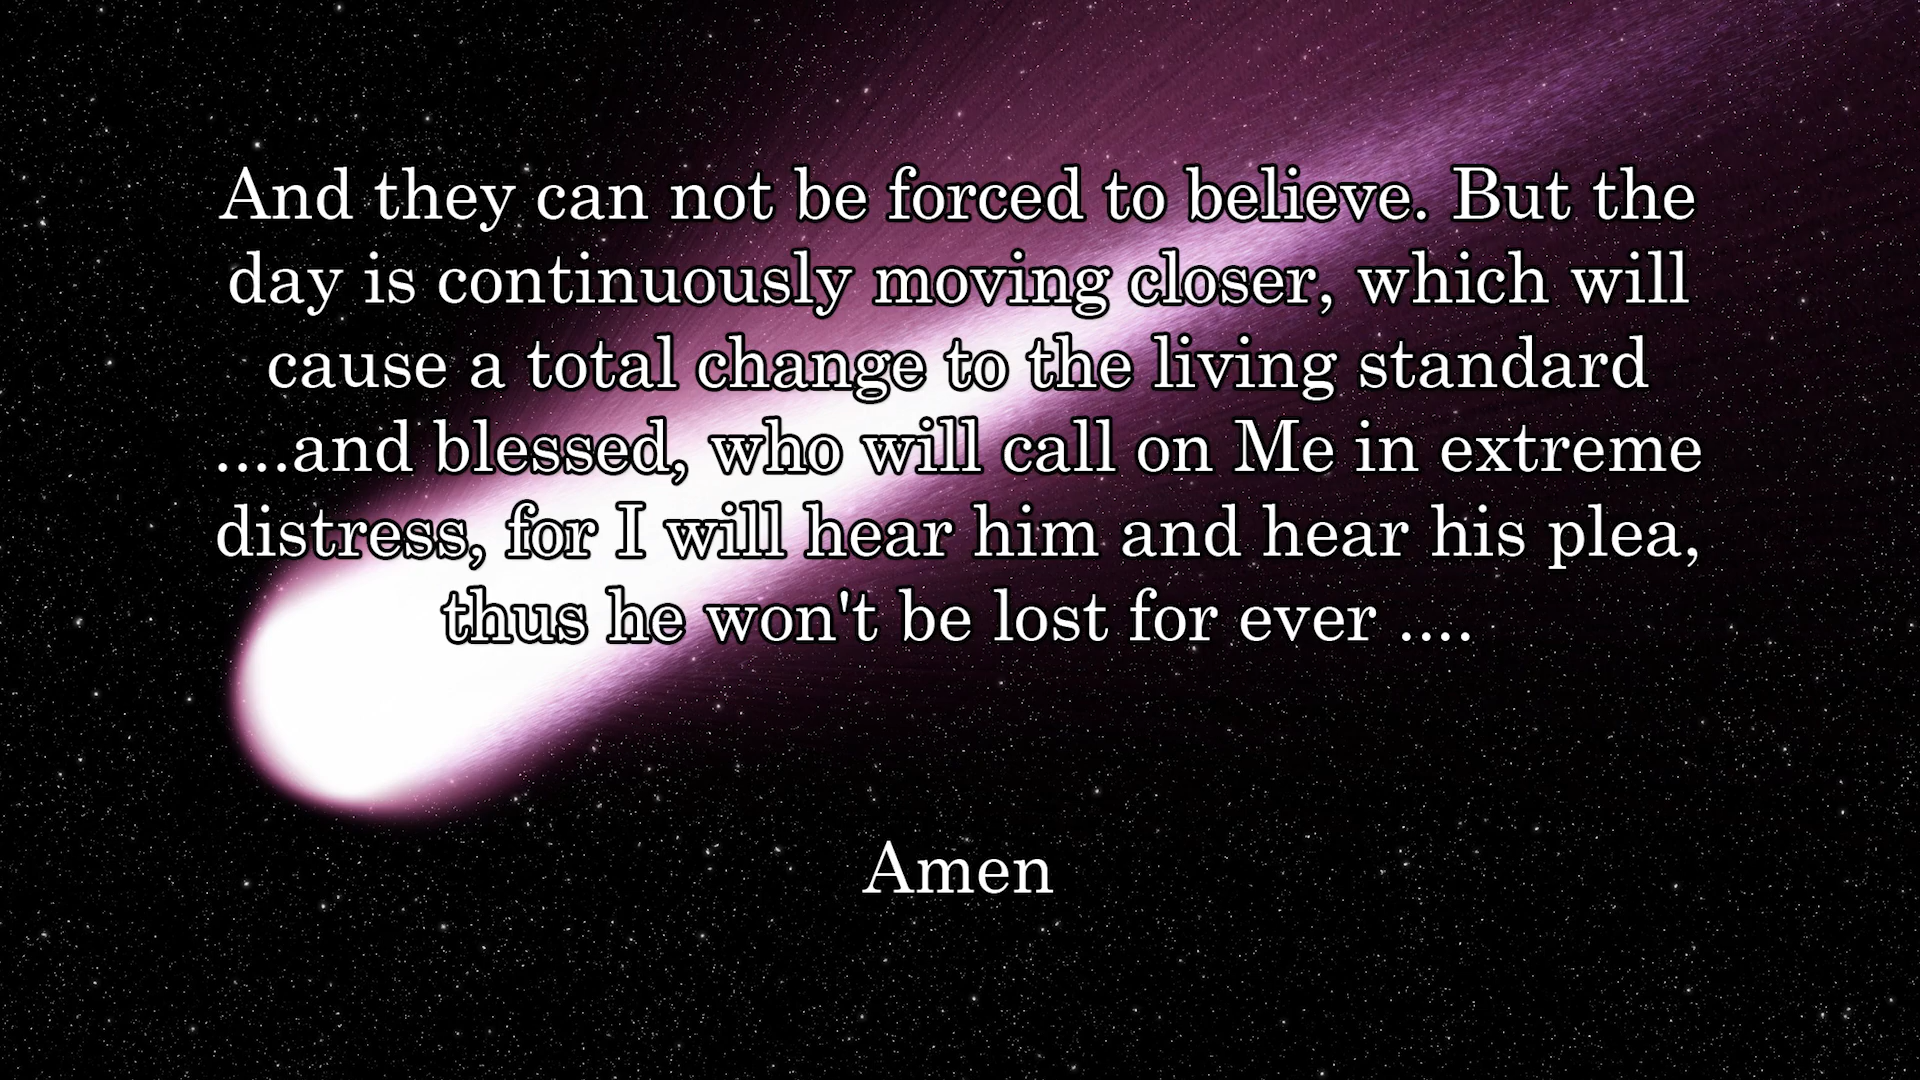 And they can not be forced to believe. But the
day is continuously moving closer, which will
cause a total change to the living standard
....and blessed, who will call on Me in extreme
distress, for I will hear him and hear his plea,
thus he won't be lost for ever ....
Amen